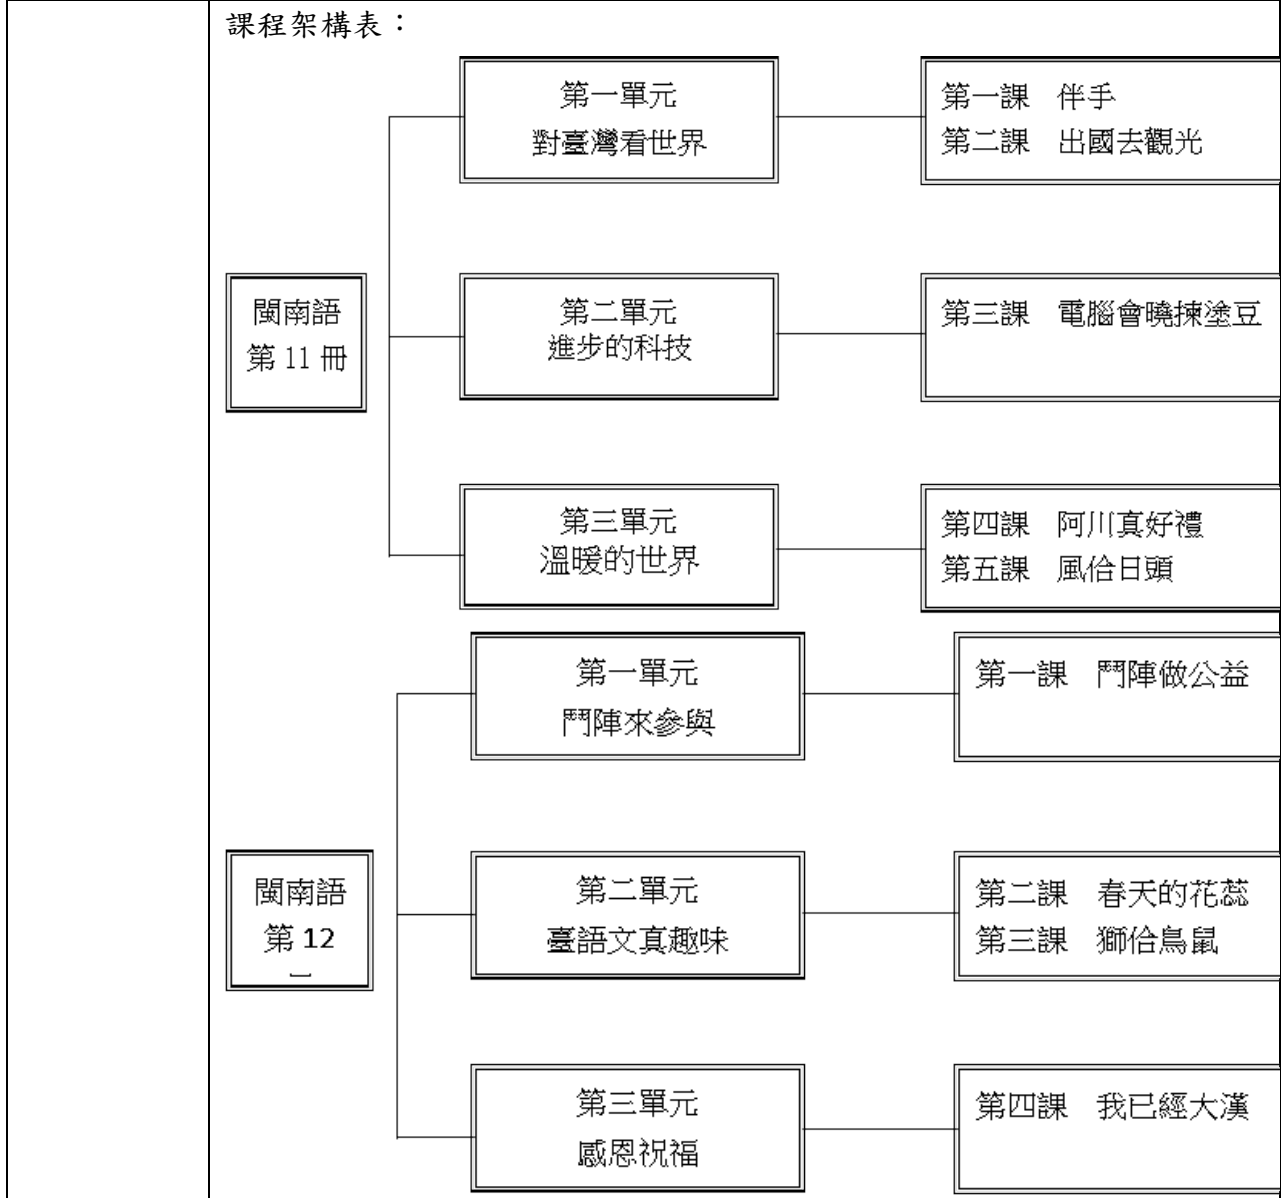 課程架構表：
閩南語
第 11 冊
第一單元
對臺灣看世界
第一課　伴手
第二課　出國去觀光
第二單元
進步的科技
第三課　電腦會曉揀塗豆
第三單元
溫暖的世界
第四課　阿川真好禮
第五課　風佮日頭
閩南語
第 12
第一單元
鬥陣來參與
第一課　鬥陣做公益
第二單元
臺語文真趣味
第二課　春天的花蕊
第三課　獅佮鳥鼠
第三單元
感恩祝福
第四課　我已經大漢